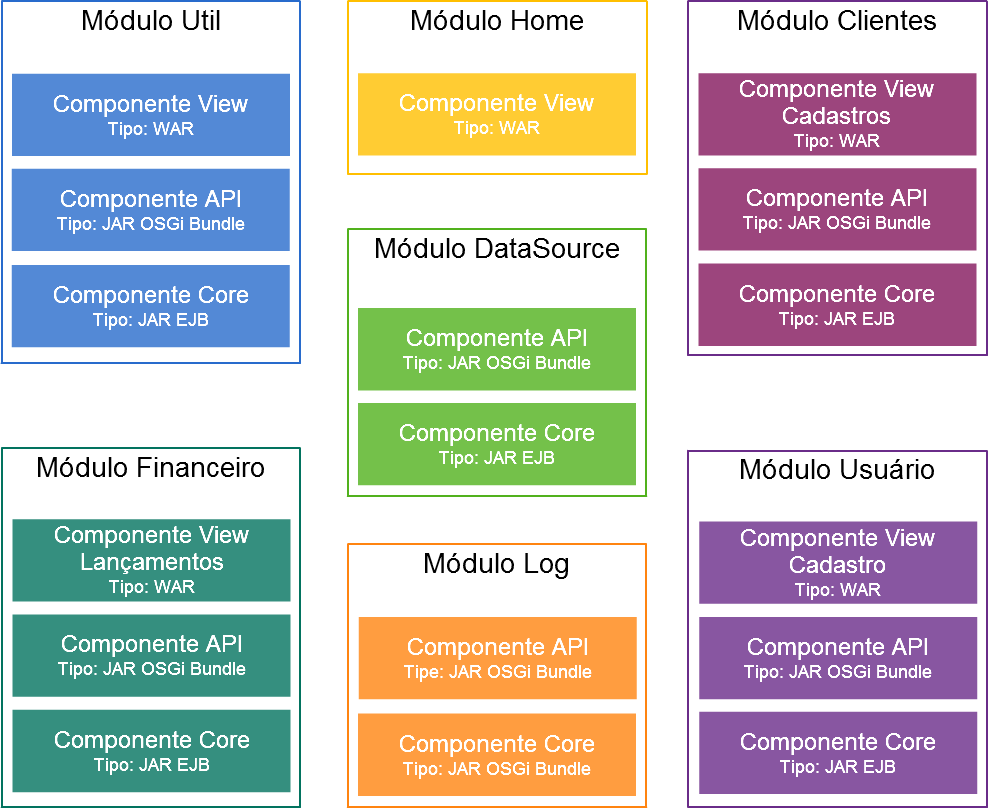 Módulo Util
Componente View
Tipo: WAR
Componente API
Tipo: JAR OSGi Bundle
Componente Core
Tipo: JAR EJB
Módulo Home
Componente View
Tipo: WAR
Módulo Clientes
Componente View
Cadastros
Tipo: WAR
Componente API
Tipo: JAR OSGi Bundle
Componente Core
Tipo: JAR EJB
Módulo DataSource
Componente API
Tipo: JAR OSGi Bundle
Componente Core
Tipo: JAR EJB
Módulo Financeiro
Componente View
Lançamentos
Tipo: WAR
Componente API
Tipo: JAR OSGi Bundle
Componente Core
Tipo: JAR EJB
Módulo Log
Componente API
Tipe: JAR OSGi Bundle
Componente Core
Tipo: JAR OSGi Bundle
Módulo Usuário
Componente View
Cadastro
Tipo: WAR
Componente API
Tipo: JAR OSGi Bundle
Componente Core
Tipo: JAR EJB